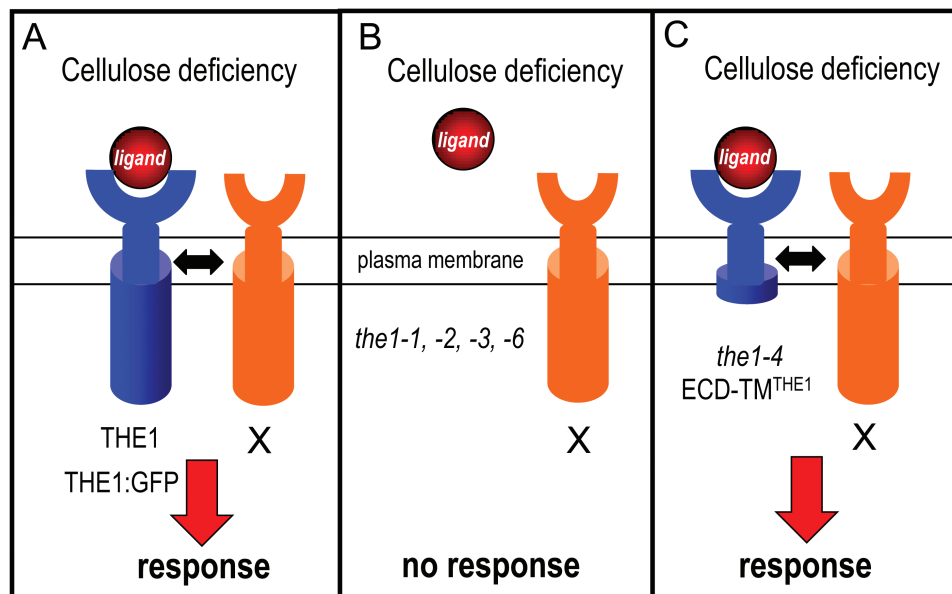 A
Cellulose deficiency
ligand
THE1
X
THE1:GFP
response
B
Cellulose deficiency
ligand
plasma membrane
the1-1, -2, -3, -6
X
no response
C
Cellulose deficiency
ligand
the1-4
ECD-TMTHE1
X
response